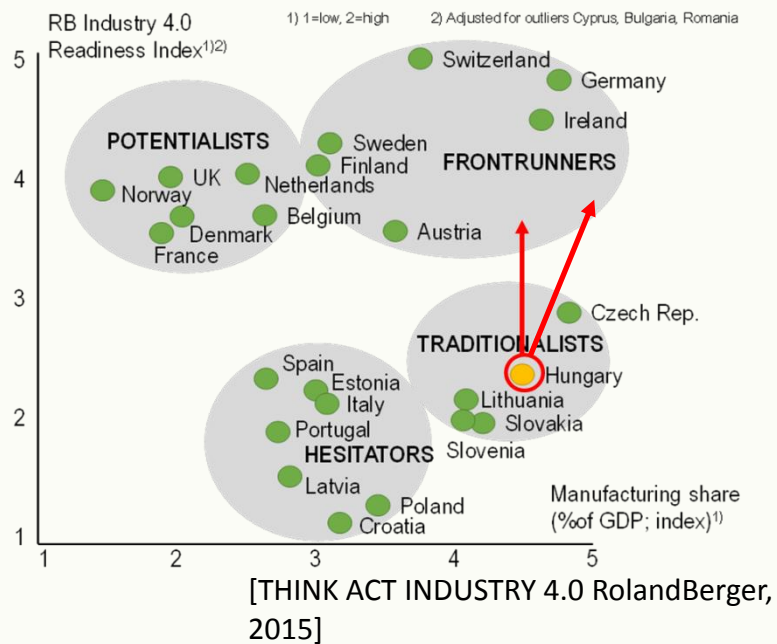 RB Industry 4.0
Readiness Index1)2)
1) 1=low, 2=high
2) Adjusted for outliers Cyprus, Bulgaria, Romania
5
Switzerland
Germany
Ireland
POTENTIALISTS
Sweden
Finland
FRONTRUNNERS
4
UK
Netherlands
Norway
Belgium
Denmark
Austria
France
3
Czech Rep.
TRADITIONALISTS
Spain
Hungary
Estonia
Italy
Lithuania
2
Slovakia
Portugal
Slovenia
HESITATORS
Latvia
Poland
Croatia
Manufacturing share
(%of GDP; index)1)
1
1
2
3
4
5
[THINK ACT INDUSTRY 4.0 RolandBerger,
2015]